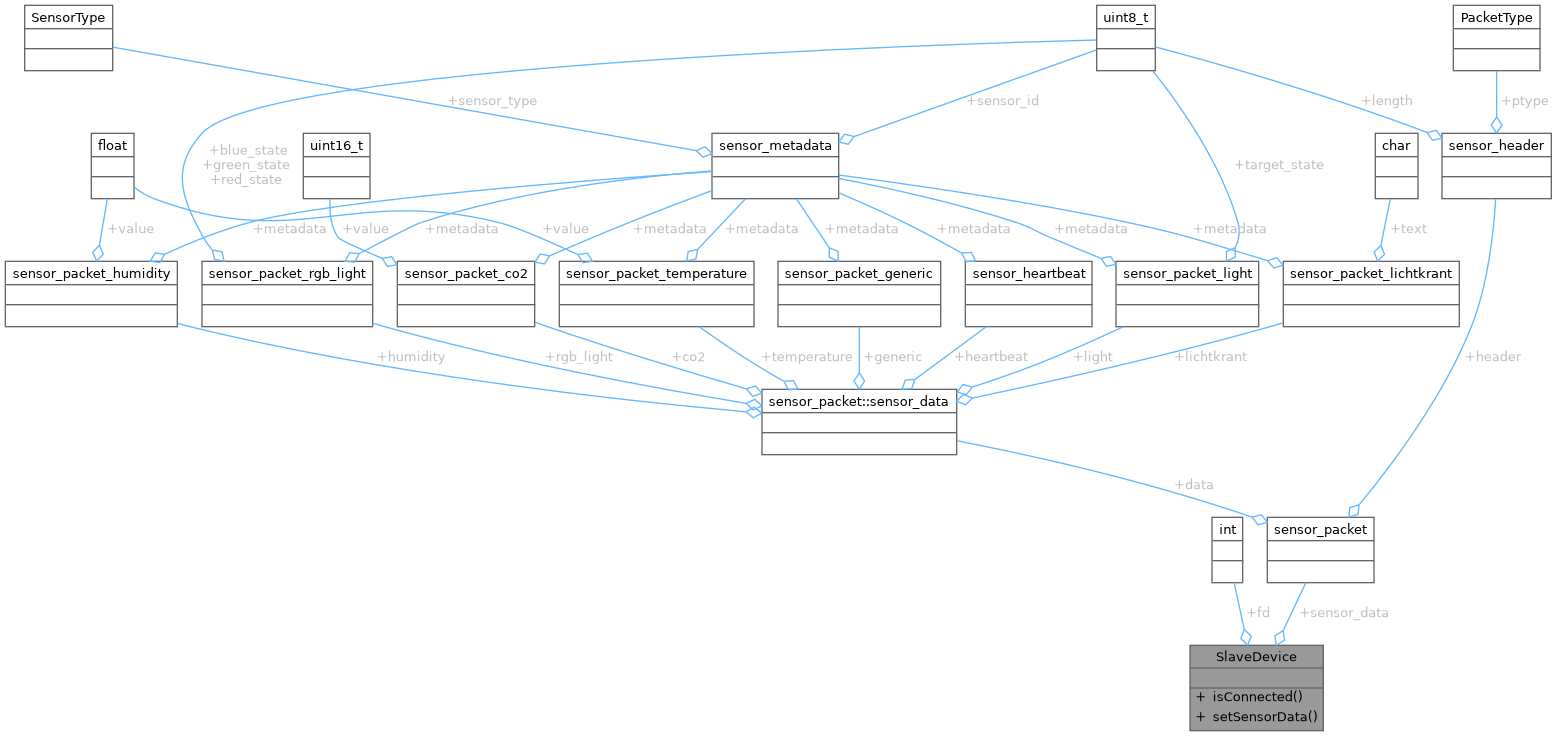 SensorType
uint8_t
PacketType
+sensor_type
+sensor_id
+length
+ptype
float
uint16_t
sensor_metadata
char
sensor_header
+blue_state
+green_state
+red_state
+target_state
+value
+metadata
+value
+metadata
+value
+metadata
+metadata
+metadata
+metadata
+metadata
+metadata
+text
sensor_packet_humidity
sensor_packet_rgb_light
sensor_packet_co2
sensor_packet_temperature
sensor_packet_generic
sensor_heartbeat
sensor_packet_light
sensor_packet_lichtkrant
+humidity
+rgb_light
+co2
+temperature
+generic
+heartbeat
+light
+lichtkrant
+header
sensor_packet::sensor_data
+data
int
sensor_packet
+fd
+sensor_data
SlaveDevice
+ isConnected()
+ setSensorData()